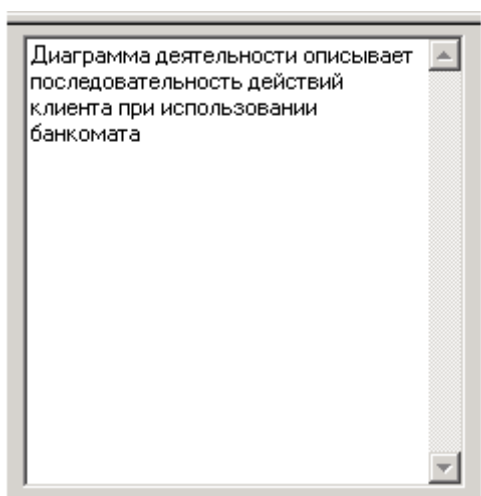 Диаграмма деятельности описывает
последовательность действий
клиента при использовании
банкомата